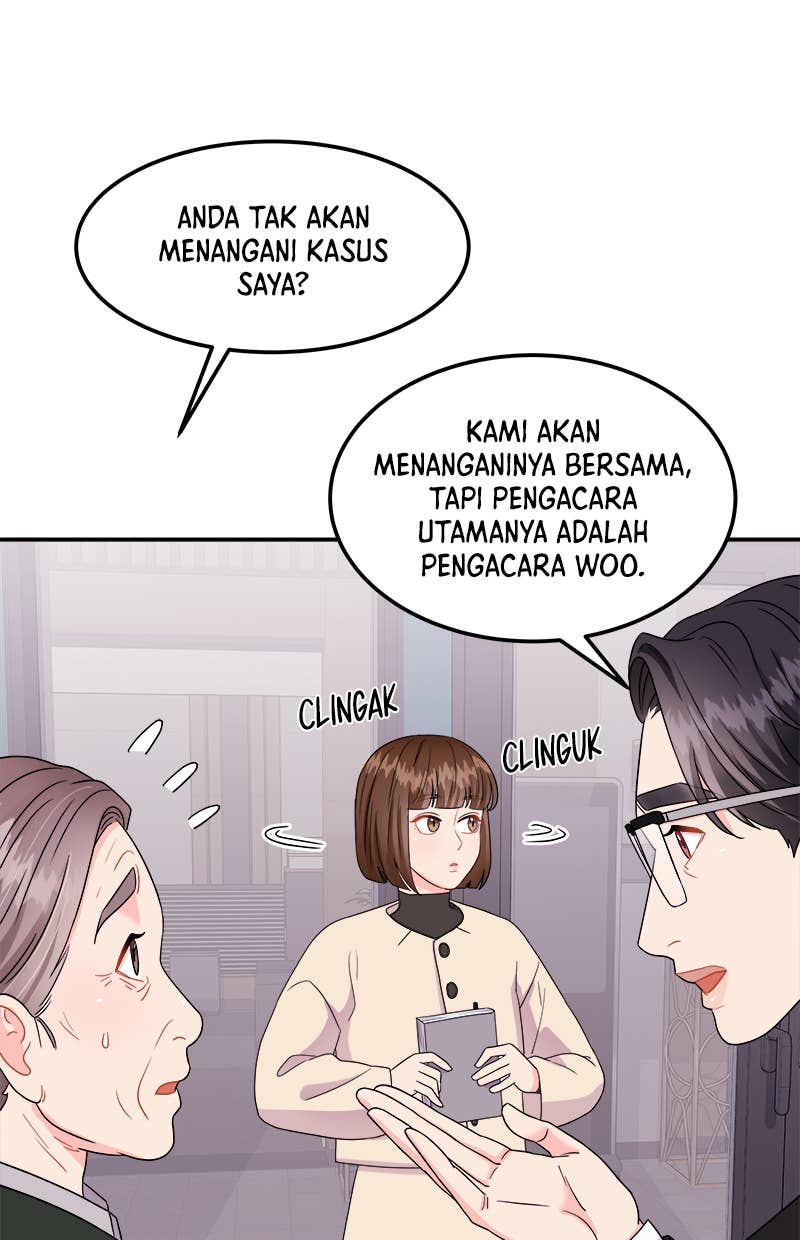 ANDA TAK AKAN
MENANGANI KASUS
SAYA?
KAMI AKAN
MENANGANINYA BERSAMA,
TAPI PENGACARA
UTAMANYA ADALAH
PENGACARA WOO.
CLINGAK
CLINGUK